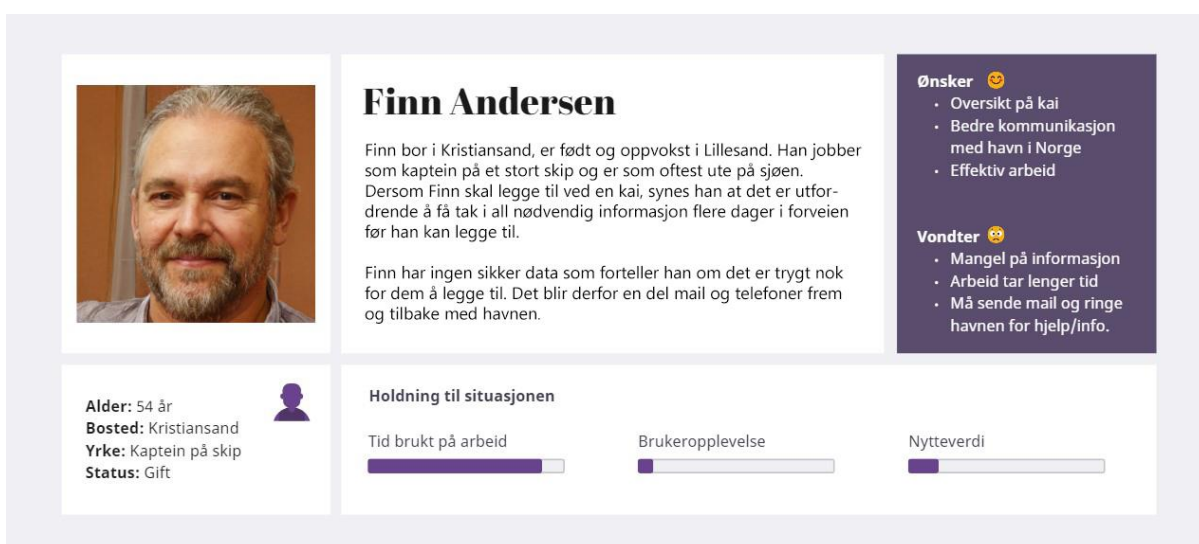 Finn Andersen
Finn bor i Kristiansand, er født og oppvokst i Lillesand. Han jobber
som kaptein på et stort skip og er som oftest ute på sjøen.
Dersom Finn skal legge til ved en kai, synes han at det er utfor-
drende å få tak i all nødvendig informasjon flere dager i forveien
før han kan legge til.
Finn har ingen sikker data som forteller han om det er trygt nok
for dem å legge til. Det blir derfor en del mail og telefoner frem
og tilbake med havnen.
Ønsker 😊
• Oversikt på kai
• Bedre kommunikasjon
med havn i Norge
• Effektiv arbeid
Vondter 😳
• Mangel på informasjon
• Arbeid tar lenger tid
• Må sende mail og ringe
havnen for hjelp/info.
Alder: 54 år
Bosted: Kristiansand
Yrke: Kaptein på skip
Status: Gift
Holdning til situasjonen
Tid brukt på arbeid
Brukeropplevelse
Nytteverdi